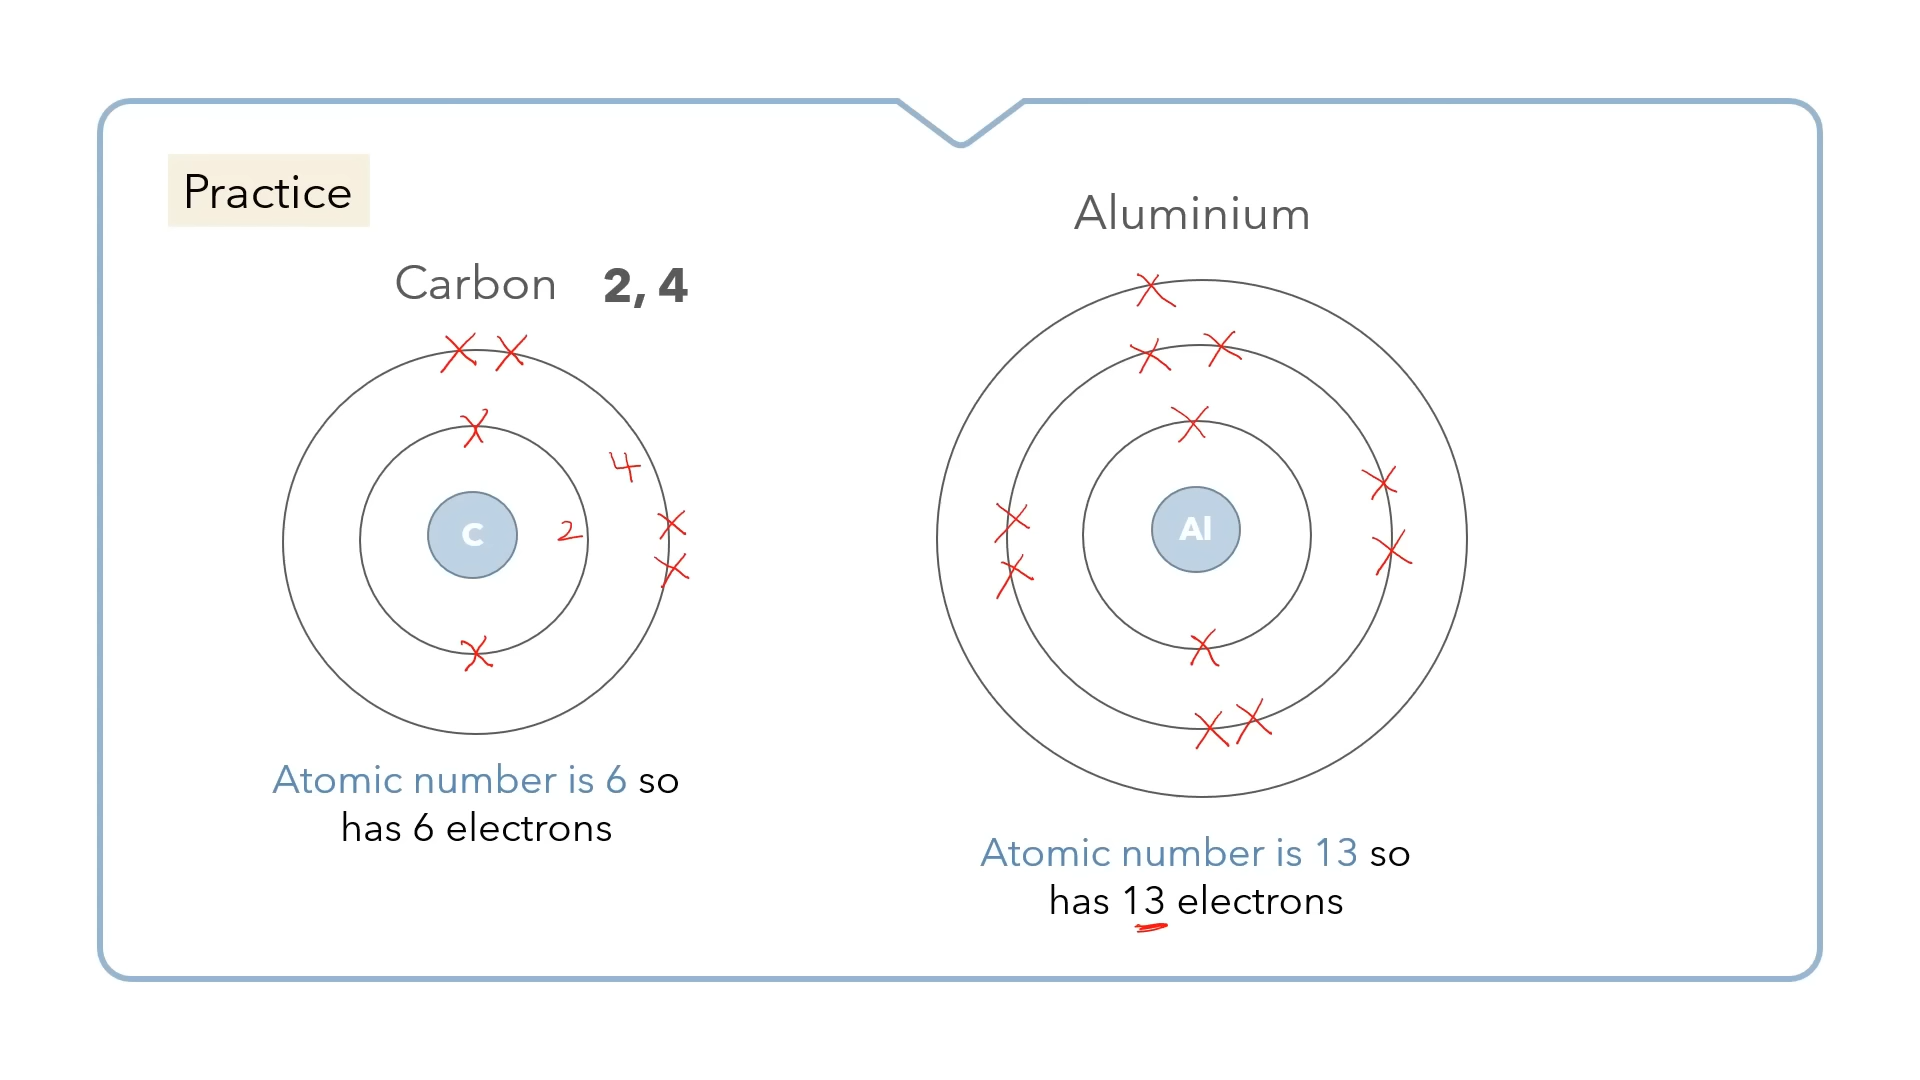 Practice
Carbon 2, 4
4
C
2
Atomic number is 6 so
has 6 electrons
Aluminium
Al
Atomic number is 13 so
has 13 electrons